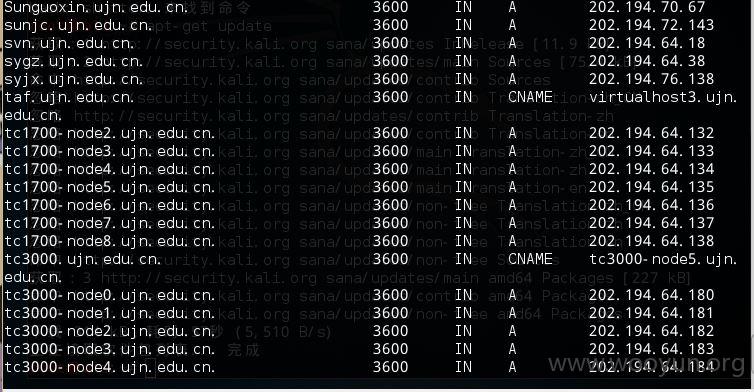 Sunguoxin.ujn.edu.cn. 3600 IN A 202.194.70.67
sunjc.ujn.edu.cn. 3600 IN A 202.194.72.143
svn.ujn.edu.cn. 3600 IN A 202.194.64.18
sygz.ujn.edu.cn. 3600 IN A 202.194.64.38
syjx.ujn.edu.cn. 3600 IN A 202.194.76.138
taf.ujn.edu.cn. 3600 IN CNAME virtualhost3.ujn.
edu.cn.
tc1700-node2.ujn.edu.cn. 3600 IN A 202.194.64.132
tc1700-node3.ujn.edu.cn. 3600 IN A 202.194.64.133
tc1700-node4.ujn.edu.cn. 3600 IN A 202.194.64.134
tc1700-node5.ujn.edu.cn. 3600 IN A 202.194.64.135
tc1700-node6.ujn.edu.cn. 3600 IN A 202.194.64.136
tc1700-node7.ujn.edu.cn. 3600 IN A 202.194.64.137
tc1700-node8.ujn.edu.cn. 3600 IN A 202.194.64.138
tc3000.ujn.edu.cn. 3600 IN CNAME tc3000-node5.ujn.
edu.cn.
tc3000-node0.ujn.edu.cn. 3600 IN A 202.194.64.180
tc3000-node1.ujn.edu.cn. 3600 IN A 202.194.64.181
tc3000-node2.ujn.edu.cn. 3600 IN A 202.194.64.182
tc3000-node3.ujn.edu.cn. 3600 IN A 202.194.64.183
tc3000-node4.ujn.edu.cn. 3600 IN A 202.194.64.184
www.wooyun.org